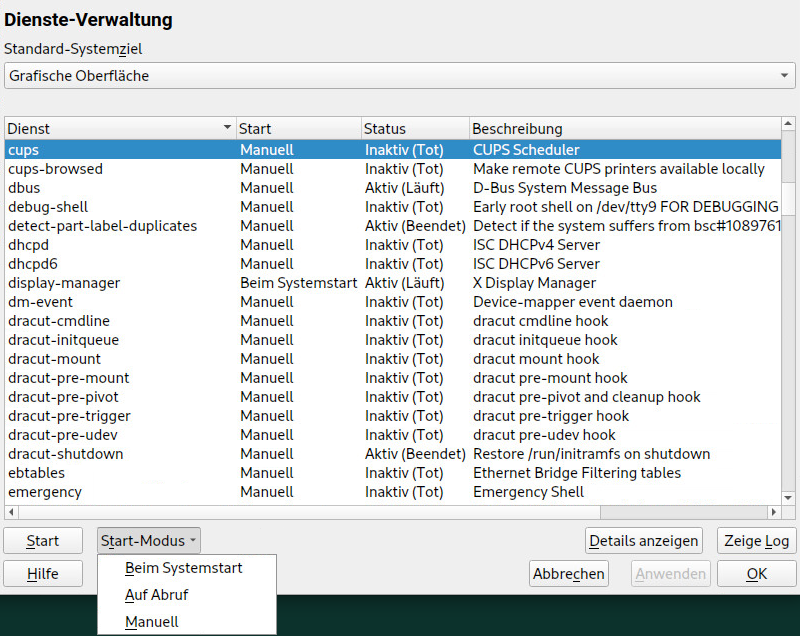 Dienste-Verwaltung
Standard-Systemziel
Grafische Oberfläche
Dienst Start Status Beschreibung
cups Manuell Inaktiv (Tot) CUPS Scheduler
cups-browsed Manuell Inaktiv (Tot) Make remote CUPS printers available locally
dbus Manuell Aktiv (Läuft) D-Bus System Message Bus
debug-shell Manuell Inaktiv (Tot) Early root shell on /dev/tty9 FOR DEBUGGING
detect-part-label-duplicates Manuell Aktiv (Beendet) Detect if the system suffers from bsc#1089761
dhcpd Manuell Inaktiv (Tot) ISC DHCPv4 Server
dhcpd6 Manuell Inaktiv (Tot) ISC DHCPv6 Server
display-manager Beim Systemstart Aktiv (Läuft) X Display Manager
dm-event Manuell Inaktiv (Tot) Device-mapper event daemon
dracut-cmdline Manuell Inaktiv (Tot) dracut cmdline hook
dracut-initqueue Manuell Inaktiv (Tot) dracut initqueue hook
dracut-mount Manuell Inaktiv (Tot) dracut mount hook
dracut-pre-mount Manuell Inaktiv (Tot) dracut pre-mount hook
dracut-pre-pivot Manuell Inaktiv (Tot) dracut pre-pivot and cleanup hook
dracut-pre-trigger Manuell Inaktiv (Tot) dracut pre-trigger hook
dracut-pre-udev Manuell Inaktiv (Tot) dracut pre-udev hook
dracut-shutdown Manuell Aktiv (Beendet) Restore /run/initramfs on shutdown
ebtables Manuell Inaktiv (Tot) Ethernet Bridge Filtering tables
emergency Manuell Inaktiv (Tot) Emergency Shell
Start Start-Modus Details anzeigen Zeige Log
Hilfe Abbrechen Anwenden OK
Beim Systemstart
Auf Abruf
Manuell